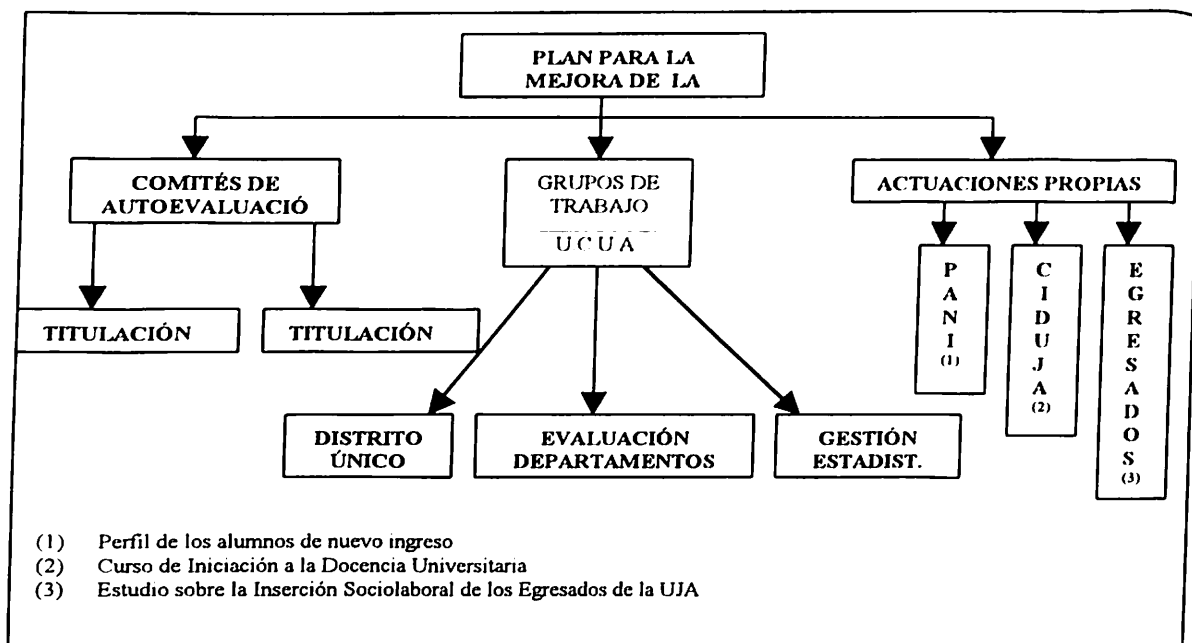 PLAN PARA LA
MEJORA DE LA
COMITÉS DE
AUTOEVALUACIÓ
GRUPOS DE
TRABAJO
U C U A
ACTUACIONES PROPIAS
TITULACIÓN
TITULACIÓN
DISTRITO
ÚNICO
EVALUACIÓN
DEPARTAMENTOS
GESTIÓN
ESTADIST.
P
A
N
I
(1)
C
I
D
U
J
A
(2)
E
G
R
E
S
A
D
O
S
(3)
(1) Perfil de los alumnos de nuevo ingreso
(2) Curso de Iniciación a la Docencia Universitaria
(3) Estudio sobre la Inserción Sociolaboral de los Egresados de la UJA